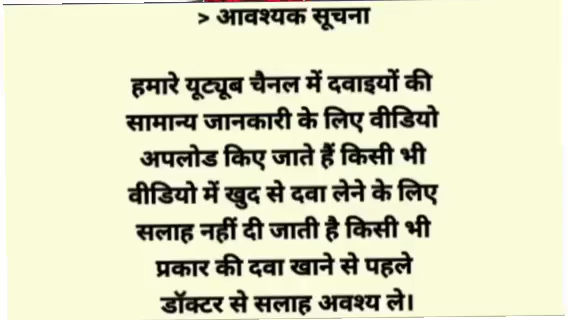 > आवश्यक सूचना
हमारे यूट्यूब चैनल में दवाइयों की
सामान्य जानकारी के लिए वीडियो
अपलोड किए जाते हैं किसी भी
वीडियो में खुद से दवा लेने के लिए
सलाह नहीं दी जाती है किसी भी
प्रकार की दवा खाने से पहले
डॉक्टर से सलाह अवश्य ले।